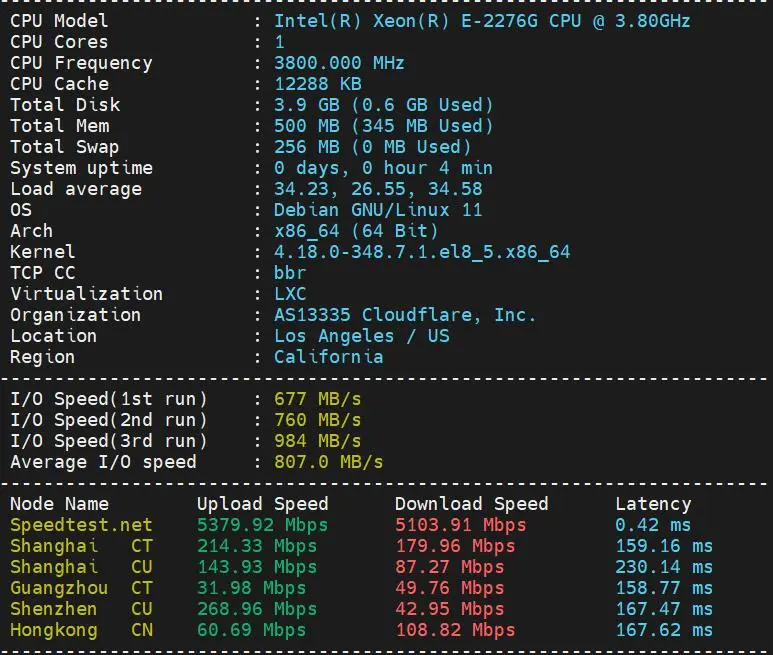 CPU Model : Intel(R) Xeon(R) E-2276G CPU @ 3.80GHz
CPU Cores : 1
CPU Frequency : 3800.000 MHz
CPU Cache : 12288 KB
Total Disk : 3.9 GB (0.6 GB Used)
Total Mem : 500 MB (345 MB Used)
Total Swap : 256 MB (0 MB Used)
System uptime : 0 days, 0 hour 4 min
Load average : 34.23, 26.55, 34.58
OS : Debian GNU/Linux 11
Arch : x86_64 (64 Bit)
Kernel : 4.18.0-348.7.1.el8_5.x86_64
TCP CC : bbr
Virtualization : LXC
Organization : AS13335 Cloudflare, Inc.
Location : Los Angeles / US
Region : California
I/O Speed(1st run) : 677 MB/s
I/O Speed(2nd run) : 760 MB/s
I/O Speed(3rd run) : 984 MB/s
Average I/O speed : 807.0 MB/s
Node Name Upload Speed Download Speed Latency
Speedtest.net 5379.92 Mbps 5103.91 Mbps 0.42 ms
Shanghai CT 214.33 Mbps 179.96 Mbps 159.16 ms
Shanghai CU 143.93 Mbps 87.27 Mbps 230.14 ms
Guangzhou CT 31.98 Mbps 49.76 Mbps 158.77 ms
Shenzhen CU 268.96 Mbps 42.95 Mbps 167.47 ms
Hongkong CN 60.69 Mbps 108.82 Mbps 167.62 ms